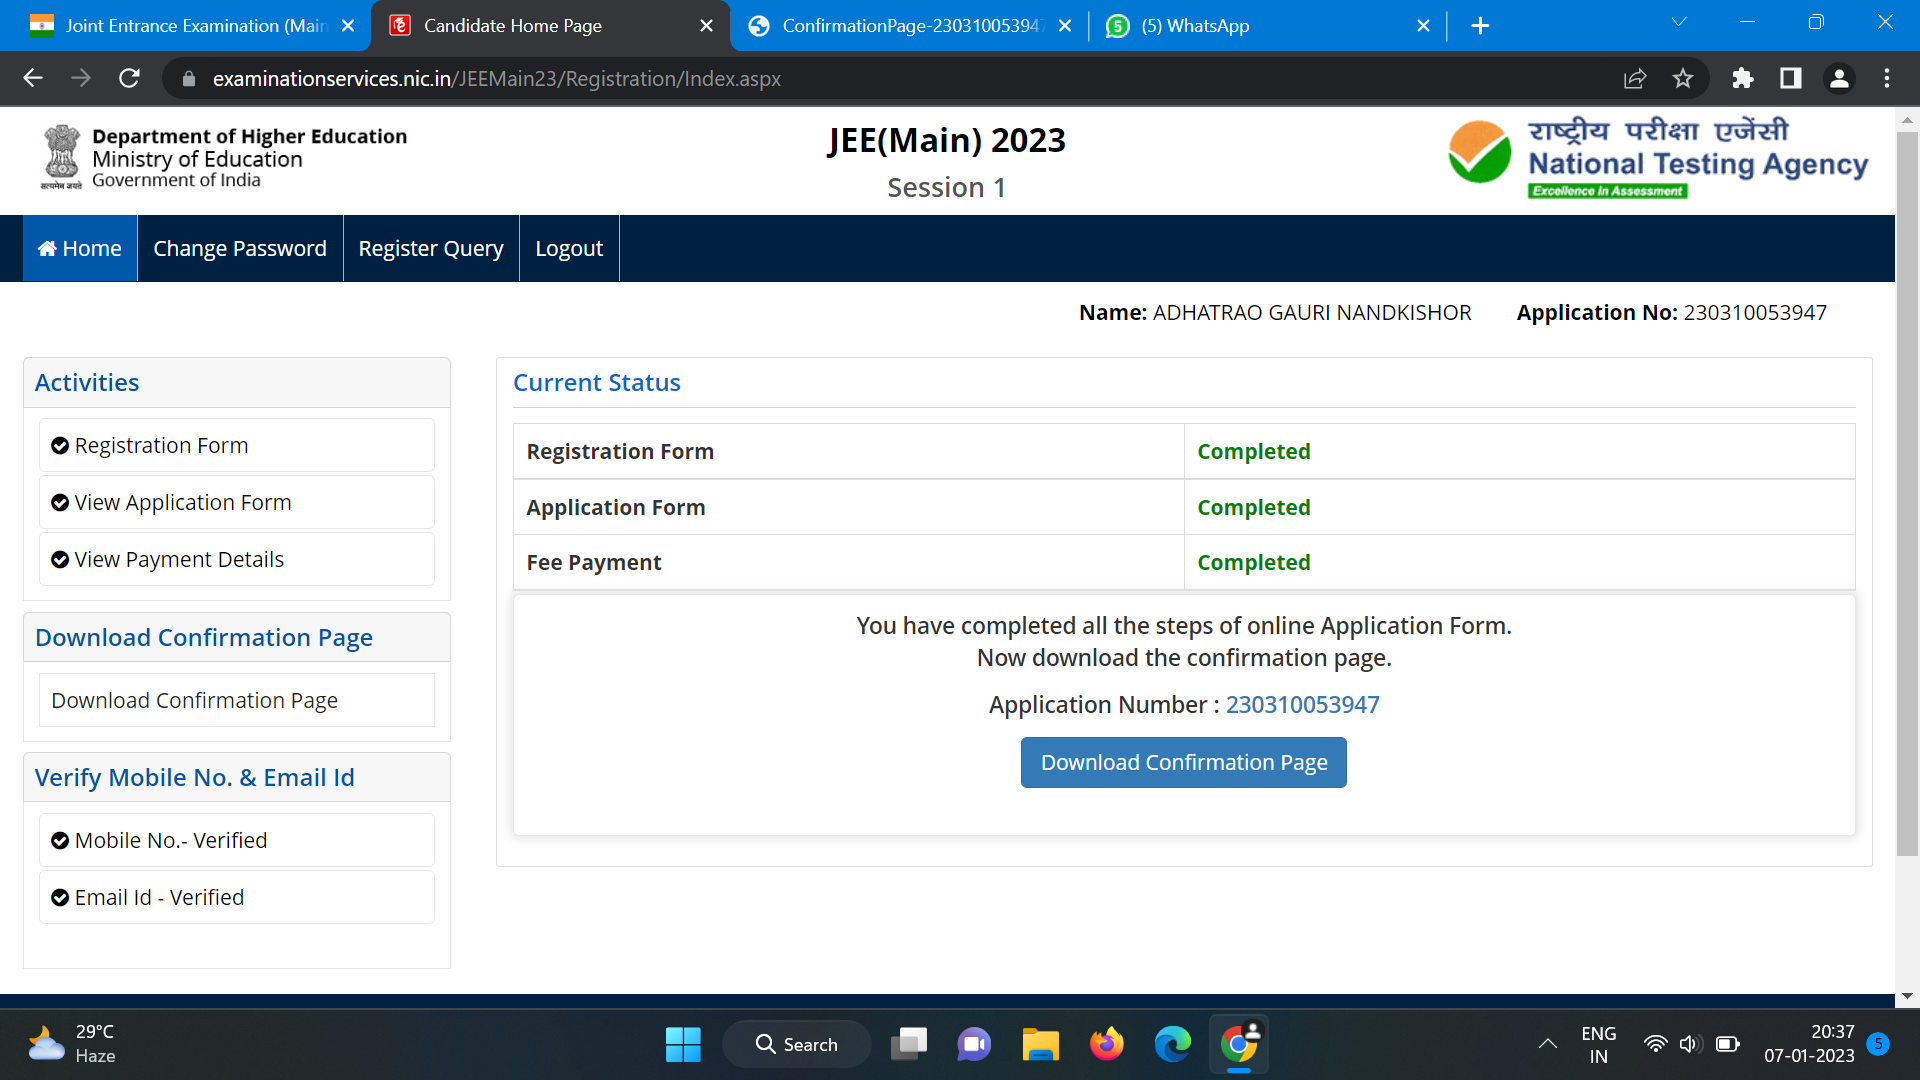 Joint Entrance Examination (Main
Candidate Home Page
ConfirmationPage-230310053947
(5) WhatsApp
examinationservices.nic.in/JEEMain23/Registration/Index.aspx
सत्यमेव जयते
Department of Higher Education
Ministry of Education
Government of India
JEE(Main) 2023
Session 1
राष्ट्रीय परीक्षा एजेंसी
National Testing Agency
Excellence in Assessment
Home
Change Password
Register Query
Logout
Name: ADHATRAO GAURI NANDKISHOR
Application No: 230310053947
Activities
Registration Form
View Application Form
View Payment Details
Download Confirmation Page
Download Confirmation Page
Verify Mobile No. & Email Id
Mobile No.- Verified
Email Id - Verified
Current Status
Registration Form Completed
Application Form Completed
Fee Payment Completed
You have completed all the steps of online Application Form.
Now download the confirmation page.
Application Number : 230310053947
Download Confirmation Page
29°C
Haze
Search
ENG
IN
20:37
07-01-2023
5